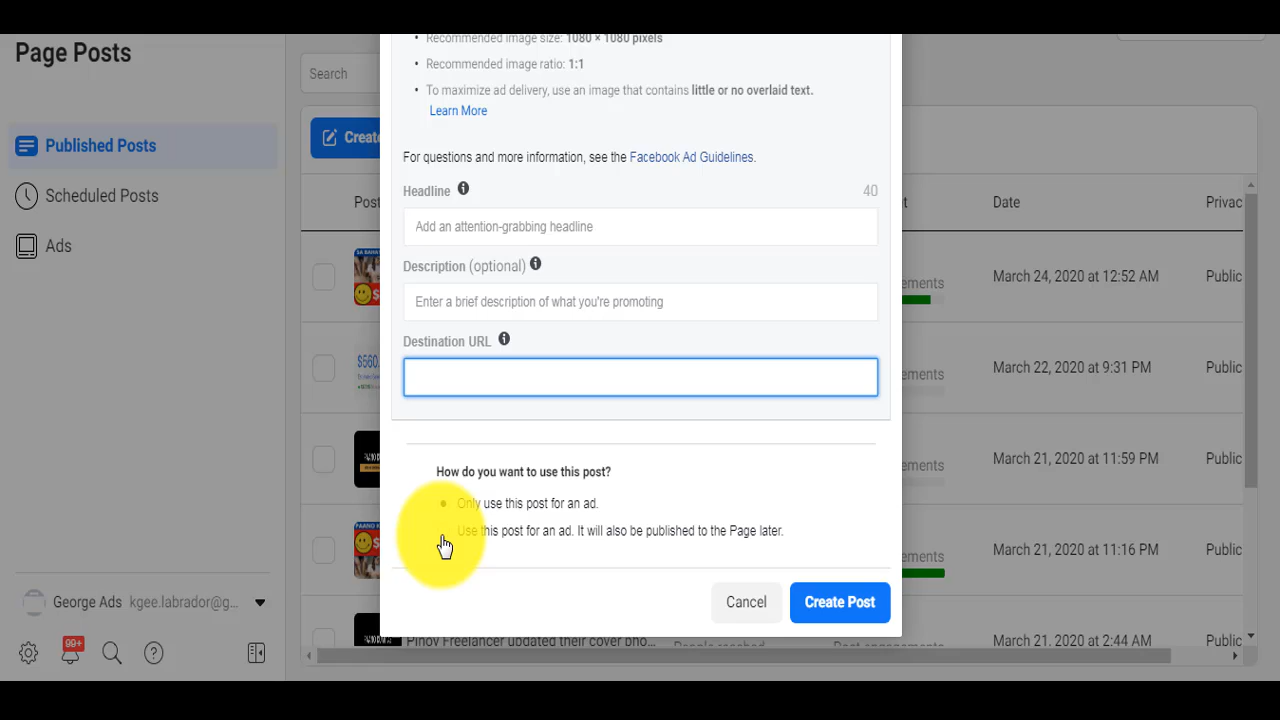 Page Posts
Published Posts
Scheduled Posts
Ads
George Ads kgee.labrador@g...
99+
Search
Create
Post
Date
Privac
$560.
ements
March 24, 2020 at 12:52 AM
Public
ements
March 22, 2020 at 9:31 PM
Public
March 21, 2020 at 11:59 PM
Public
ements
March 21, 2020 at 11:16 PM
Public
Pinoy Freelancer updated their cover pho...
March 21, 2020 at 2:44 AM
Public
• Recommended image size: 1080 × 1080 pixels
• Recommended image ratio: 1:1
• To maximize ad delivery, use an image that contains little or no overlaid text.
Learn More
For questions and more information, see the Facebook Ad Guidelines.
Headline
40
Add an attention-grabbing headline
Description (optional)
Enter a brief description of what you're promoting
Destination URL
How do you want to use this post?
Only use this post for an ad.
Use this post for an ad. It will also be published to the Page later.
Cancel
Create Post